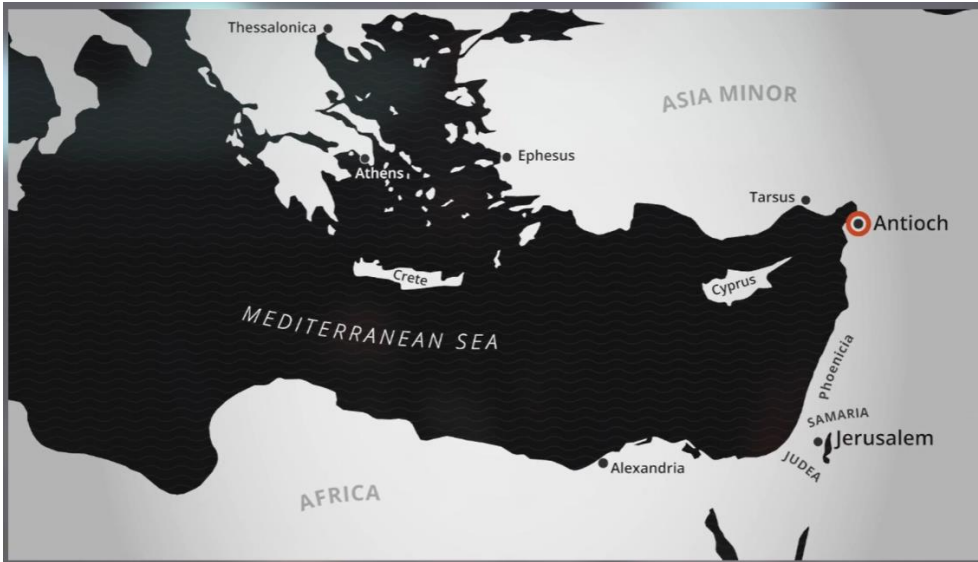 Thessalonica
ASIA MINOR
Ephesus
Athens
Tarsus
Antioch
Crete
Cyprus
MEDITERRANEAN SEA
Phoenicia
SAMARIA
Jerusalem
JUDEA
Alexandria
AFRICA